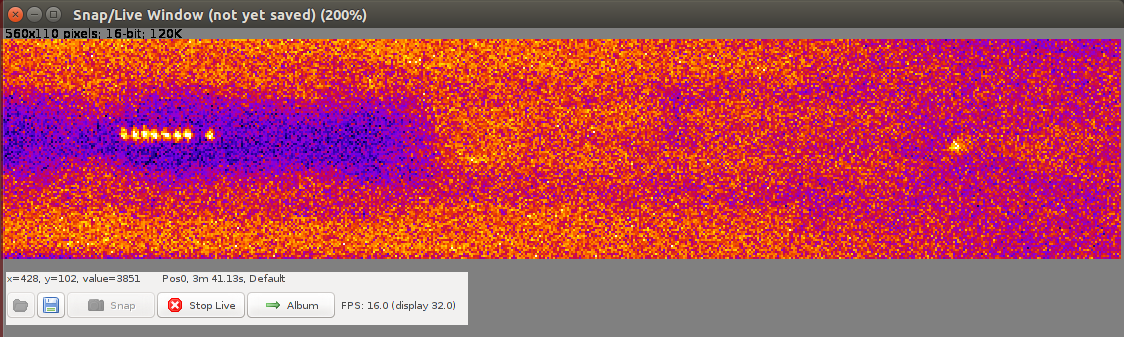 Snap/Live Window (not yet saved) (200%)
560x110 pixels; 16-bit; 120K
x=428, y=102, value=3851 Pos0, 3m 41.13s, Default
Snap Stop Live Album FPS: 16.0 (display 32.0)